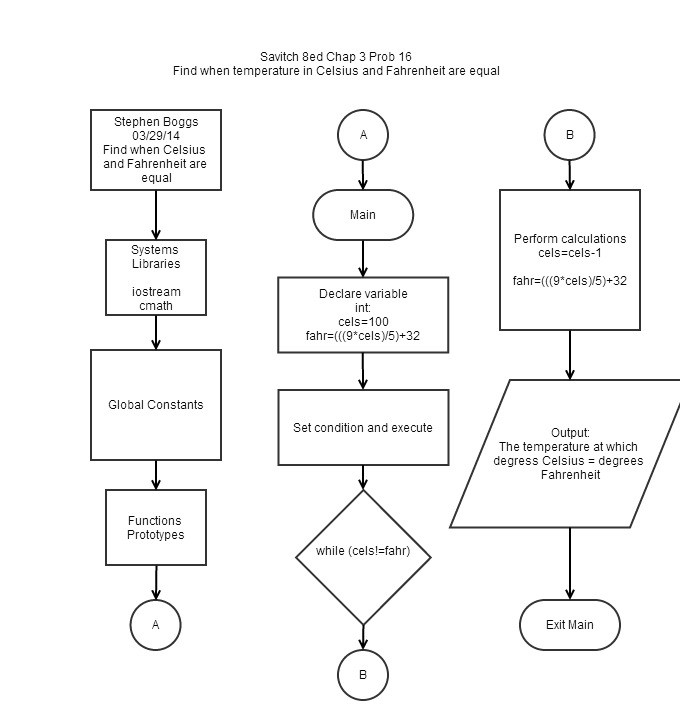 Savitch 8ed Chap 3 Prob 16
Find when temperature in Celsius and Fahrenheit are equal
Stephen Boggs
03/29/14
Find when Celsius
and Fahrenheit are
equal
Systems
Libraries
iostream
cmath
Global Constants
Functions
Prototypes
A
A
Main
Declare variable
int:
cels=100
fahr=(((9*cels)/5)+32
Set condition and execute
while (cels!=fahr)
B
B
Perform calculations
cels=cels-1
fahr=(((9*cels)/5)+32
Output:
The temperature at which
degress Celsius = degrees
Fahrenheit
Exit Main